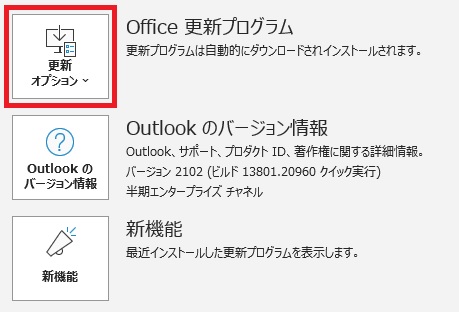 更新
オプション
Office 更新プログラム
更新プログラムは自動的にダウンロードされインストールされます。
Outlook の
バージョン情報
Outlook のバージョン情報
Outlook、サポート、プロダクト ID、著作権に関する詳細情報。
バージョン 2102 (ビルド 13801.20960 クイック実行)
半期エンタープライズ チャネル
新機能
新機能
最近インストールした更新プログラムを表示します。